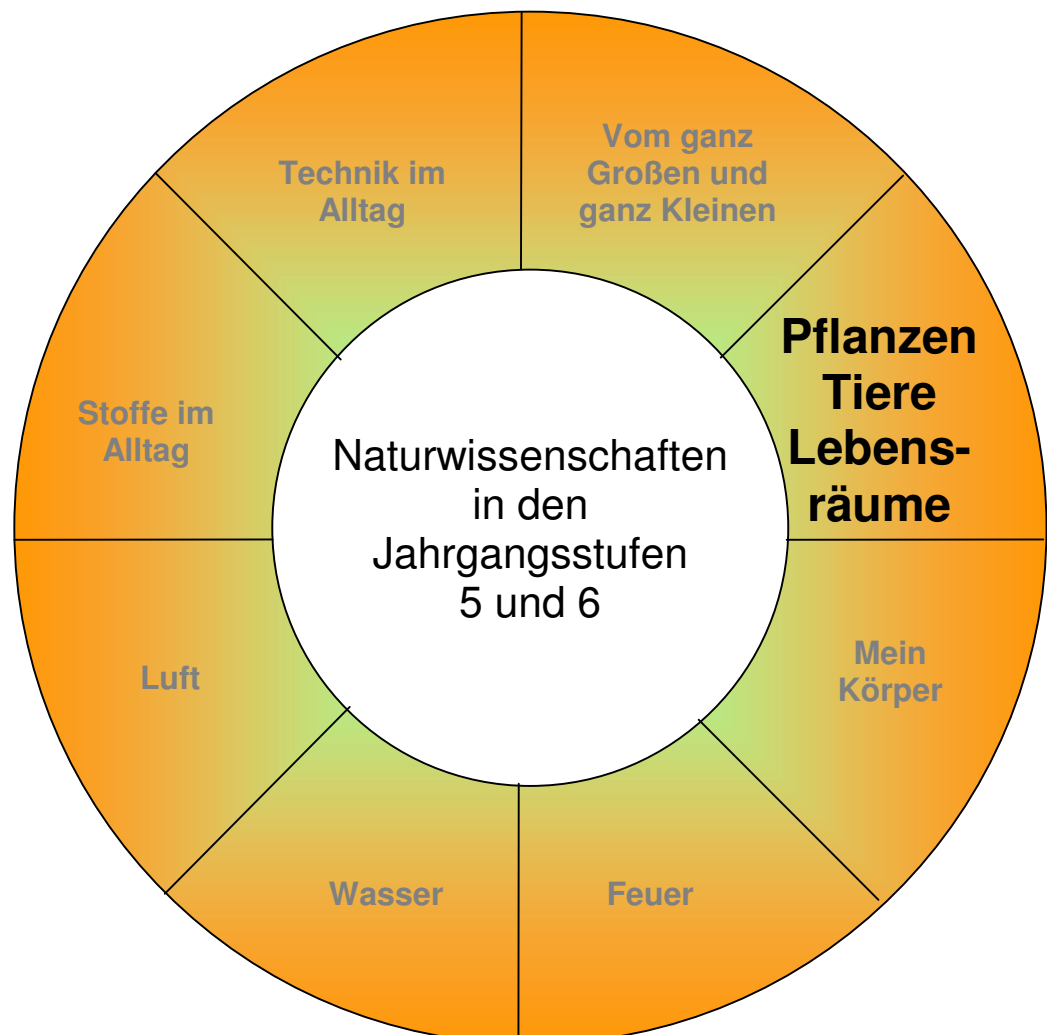 Technik im
Alltag
Vom ganz
Großen und
ganz Kleinen
Pflanzen
Tiere
Lebens-
räume
Stoffe im
Alltag
Naturwissenschaften
in den
Jahrgangsstufen
5 und 6
Luft
Mein
Körper
Wasser
Feuer